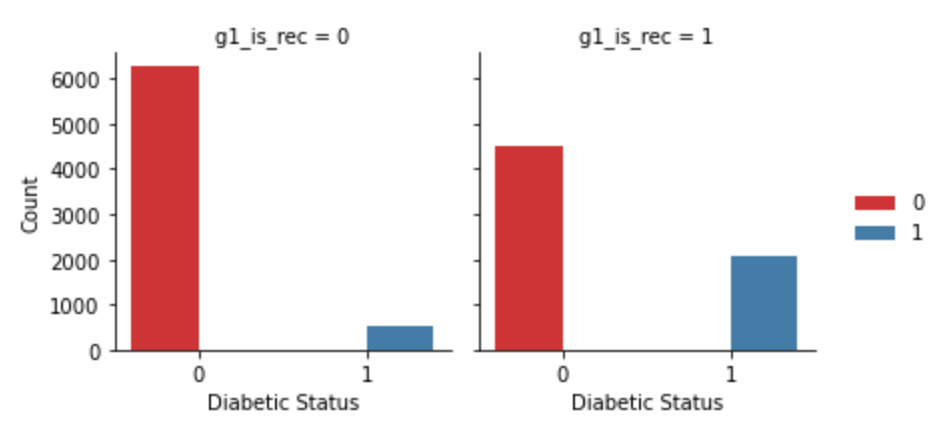 g1_is_rec = 0
g1_is_rec = 1
Count
6000
5000
4000
3000
2000
1000
0
0 1
0 1
Diabetic Status
Diabetic Status
0
1